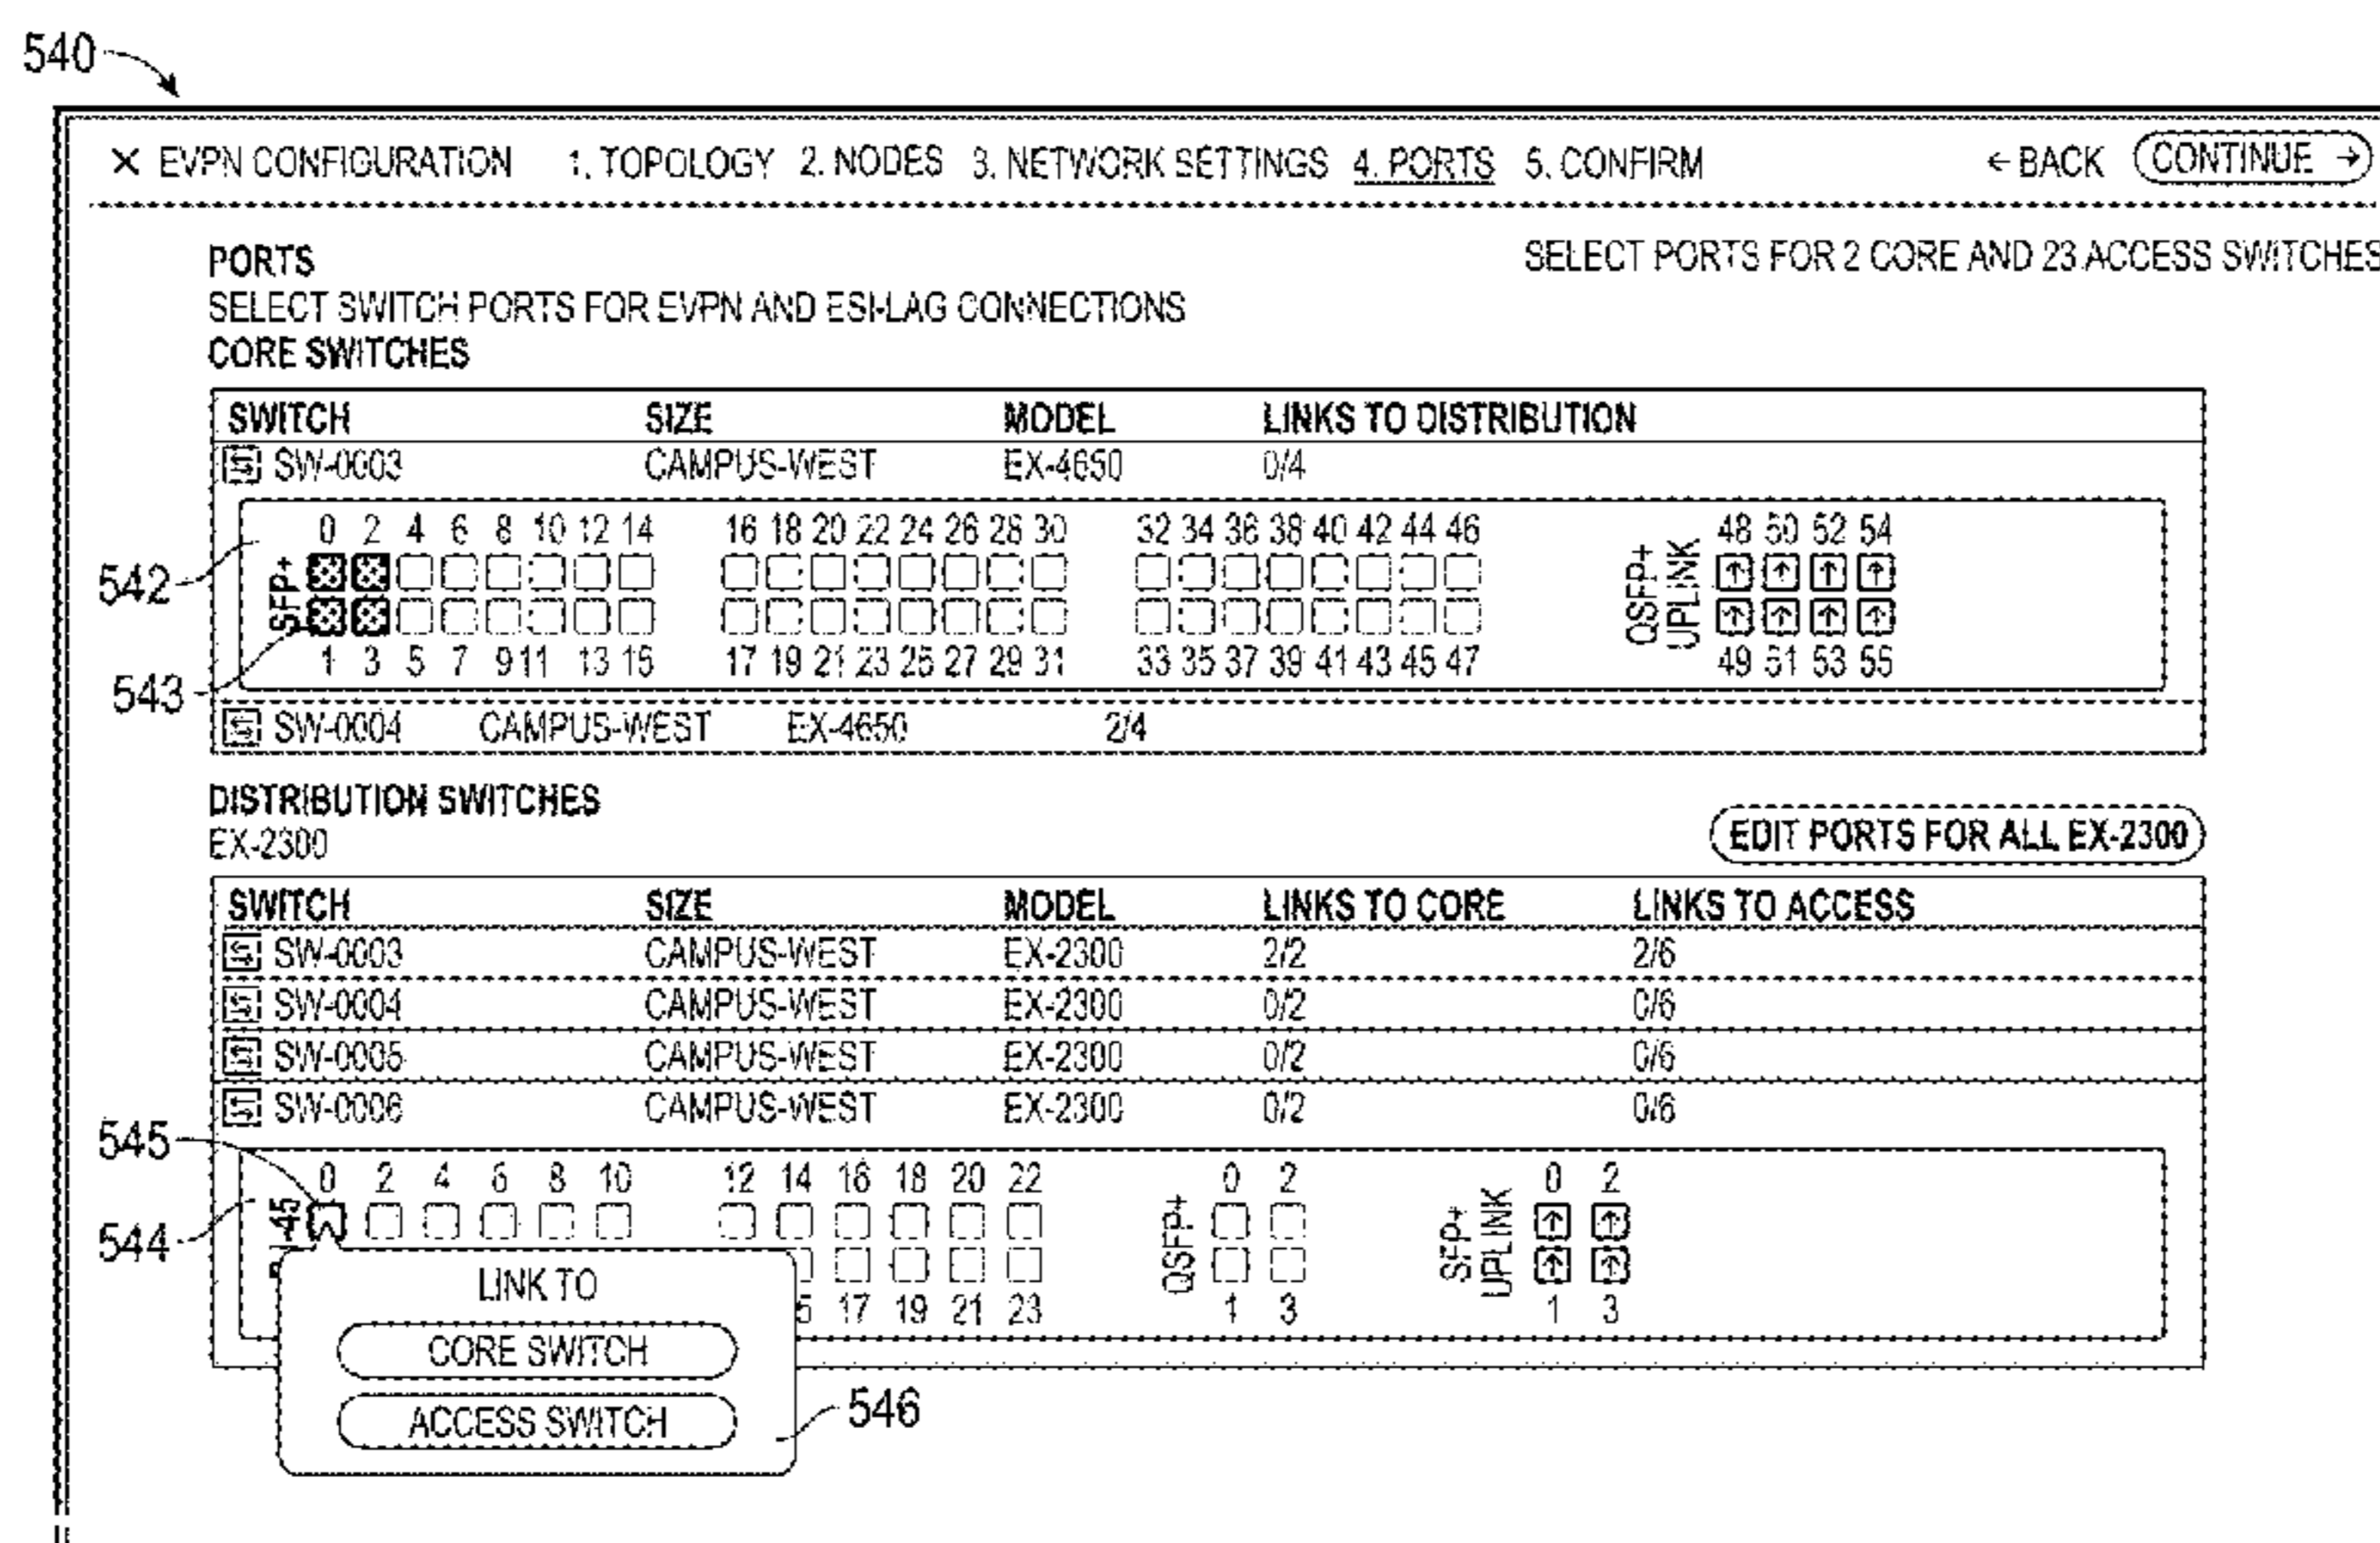 540
X EVPN CONFIGURATION 1. TOPOLOGY 2. NODES 3. NETWORK SETTINGS 4. PORTS 5. CONFIRM ← BACK CONTINUE →
PORTS SELECT PORTS FOR 2 CORE AND 23 ACCESS SWITCHES
SELECT SWITCH PORTS FOR EVPN AND ESI-LAG CONNECTIONS
CORE SWITCHES
SWITCH SIZE MODEL LINKS TO DISTRIBUTION
SW-0003 CAMPUS-WEST EX-4650 0/4
0 2 4 6 8 10 12 14 16 18 20 22 24 26 28 30 32 34 36 38 40 42 44 46 48 50 52 54
542 SFP+ QSFP+ UPLINK
1 3 5 7 9 11 13 15 17 19 21 23 25 27 29 31 33 35 37 39 41 43 45 47 49 51 53 55
543
SW-0004 CAMPUS-WEST EX-4650 2/4
DISTRIBUTION SWITCHES
EX-2300 EDIT PORTS FOR ALL EX-2300
SWITCH SIZE MODEL LINKS TO CORE LINKS TO ACCESS
SW-0003 CAMPUS-WEST EX-2300 2/2 2/6
SW-0004 CAMPUS-WEST EX-2300 0/2 0/6
SW-0005 CAMPUS-WEST EX-2300 0/2 0/6
SW-0006 CAMPUS-WEST EX-2300 0/2 0/6
545
0 2 4 6 8 10 12 14 16 18 20 22 0 2 0 2
544 -45 QSFP+ SFP+ UPLINK
5 17 19 21 23 1 3 1 3
LINK TO
CORE SWITCH
ACCESS SWITCH
546